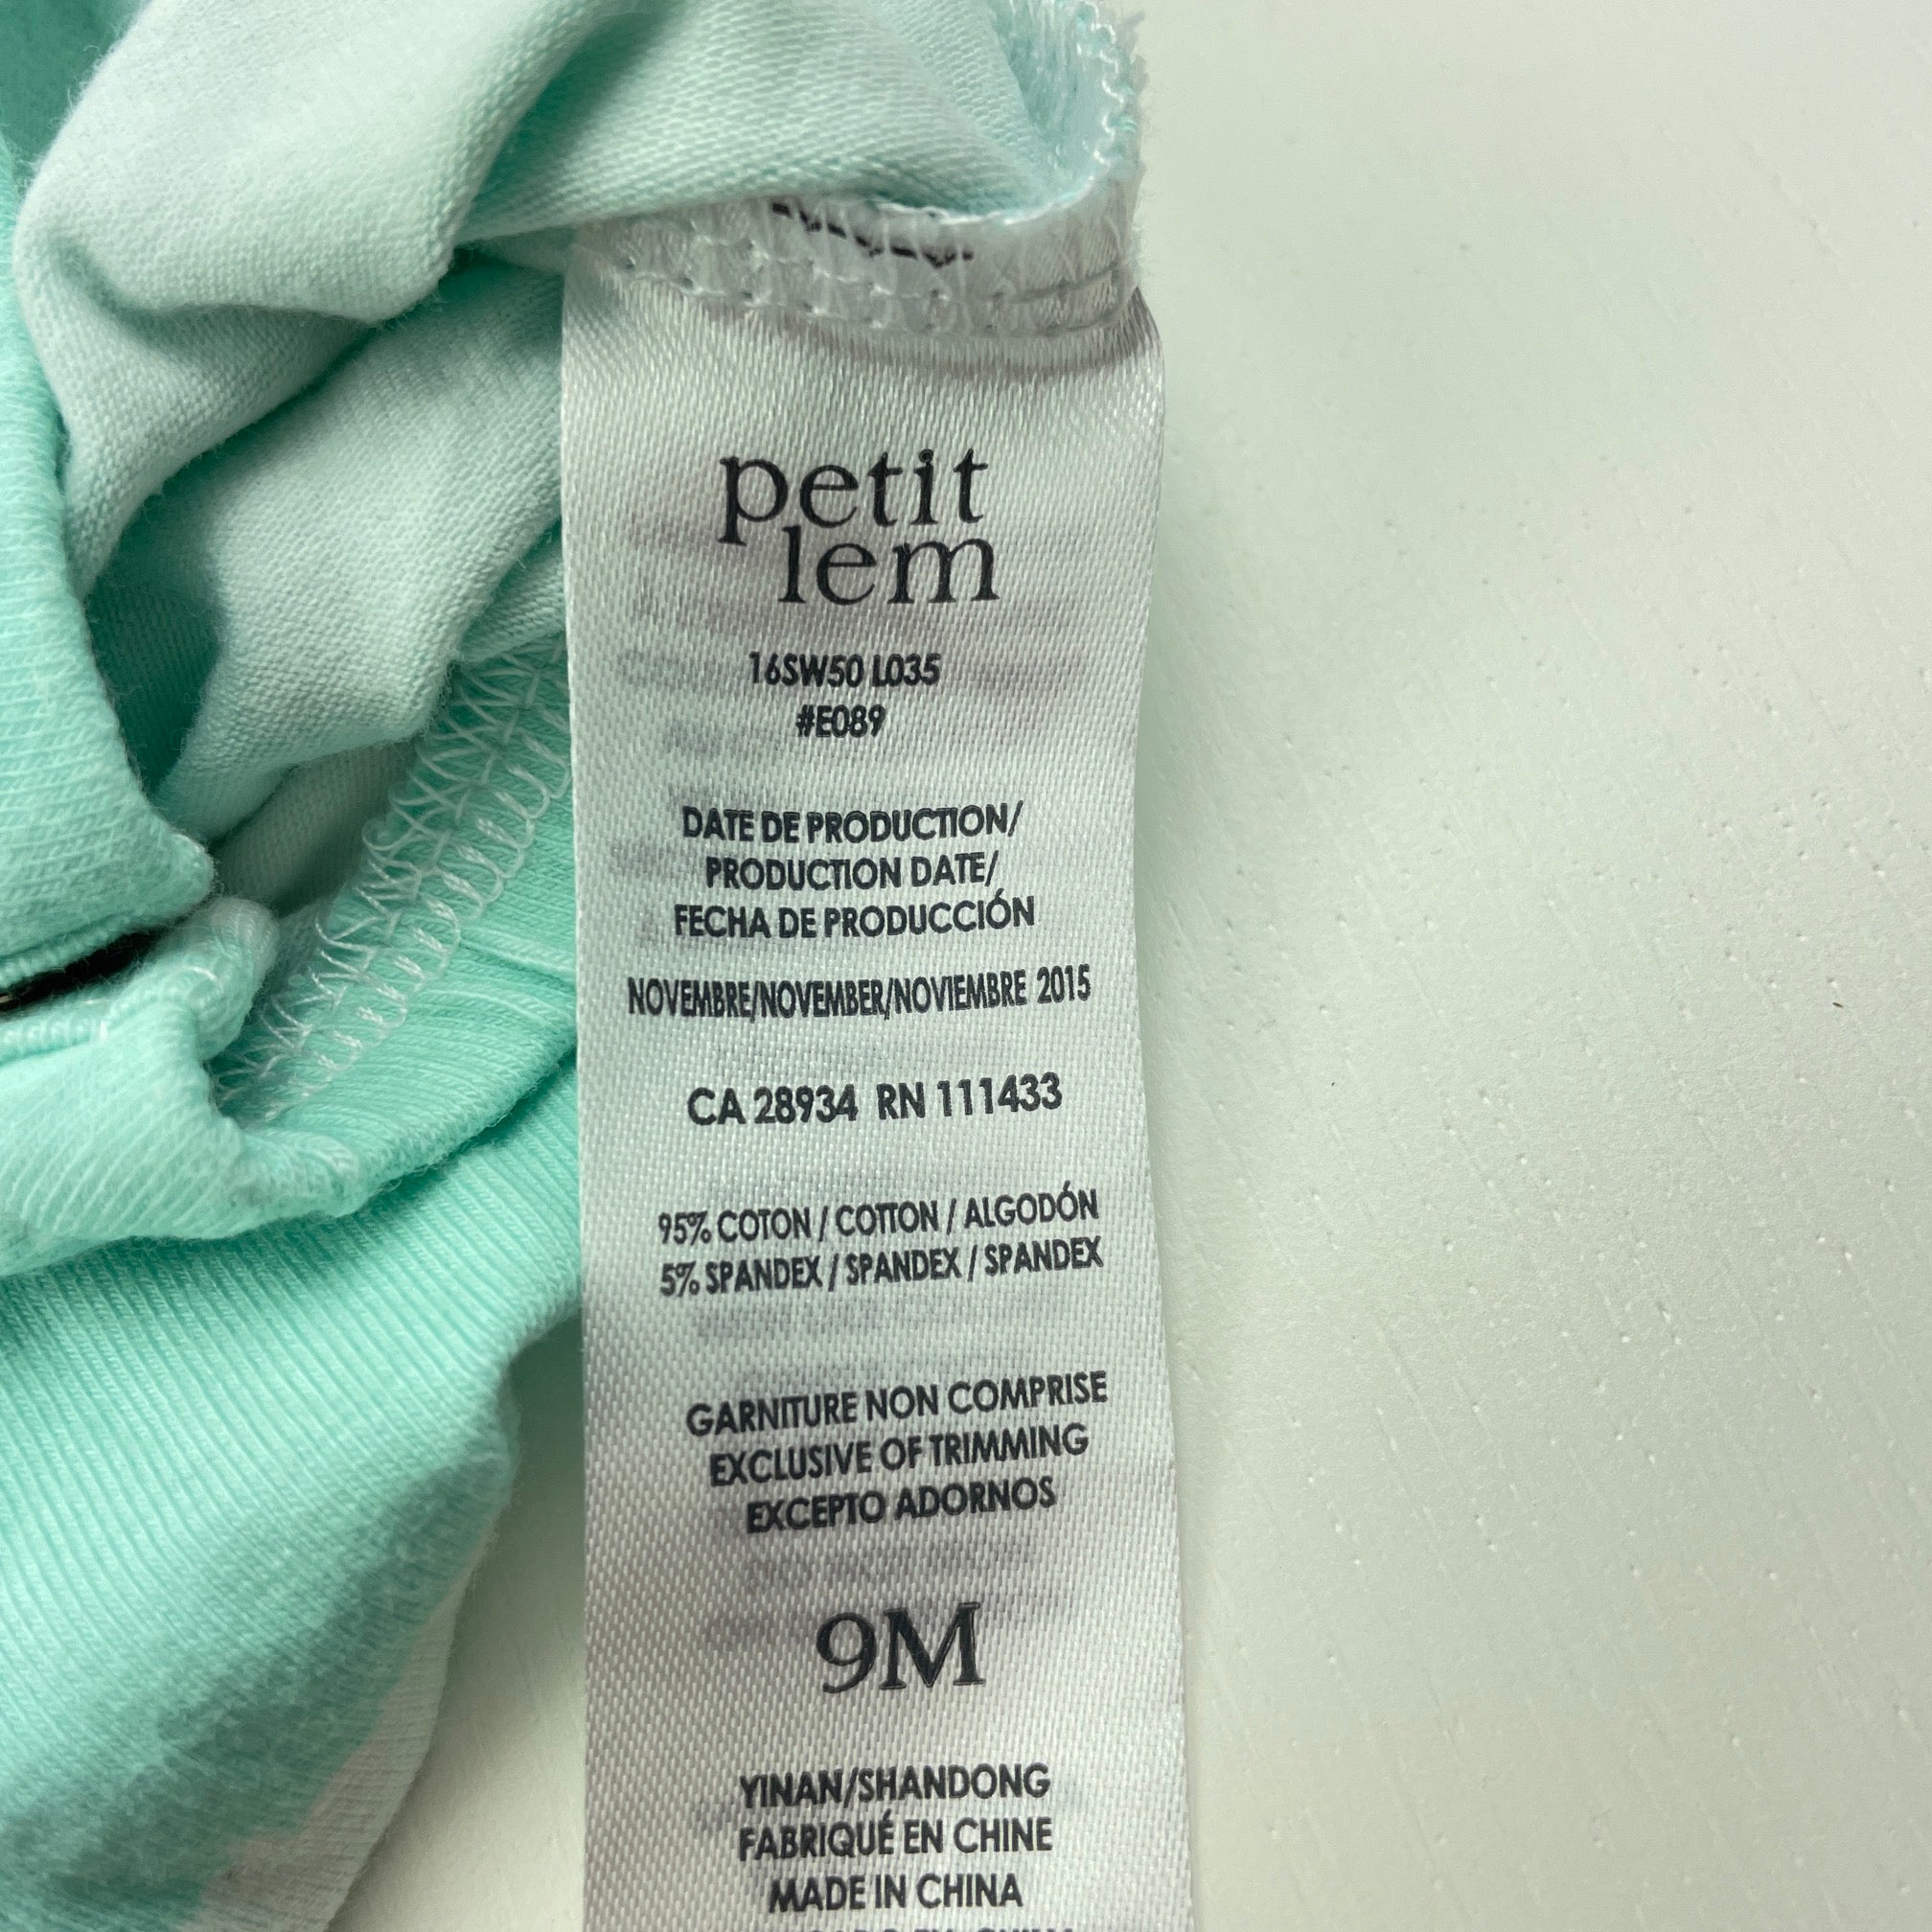 petit
lem
16SW50 L035
#E089
DATE DE PRODUCTION/
PRODUCTION DATE/
FECHA DE PRODUCCIÓN
NOVEMBRE/NOVEMBER/NOVIEMBRE 2015
CA 28934 RN 111433
95% COTON / COTTON / ALGODÓN
5% SPANDEX / SPANDEX / SPANDEX
GARNITURE NON COMPRISE
EXCLUSIVE OF TRIMMING
EXCEPTO ADORNOS
9M
YINAN/SHANDONG
FABRIQUÉ EN CHINE
MADE IN CHINA